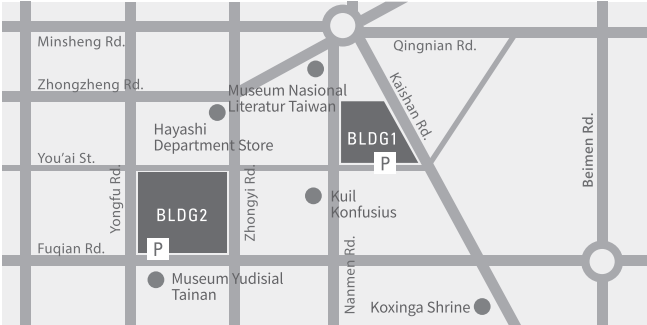 Minsheng Rd.
Qingnian Rd.
Zhongzheng Rd.
Museum Nasional
Literatur Taiwan
Kaishan Rd.
Hayashi
Department Store
BLDG1
P
You'ai St.
Beimen Rd.
Yongfu Rd.
Zhongyi Rd.
Kuil
Konfusius
BLDG2
P
Fuqian Rd.
Nanmen Rd.
Museum Yudisial
Tainan
Koxinga Shrine